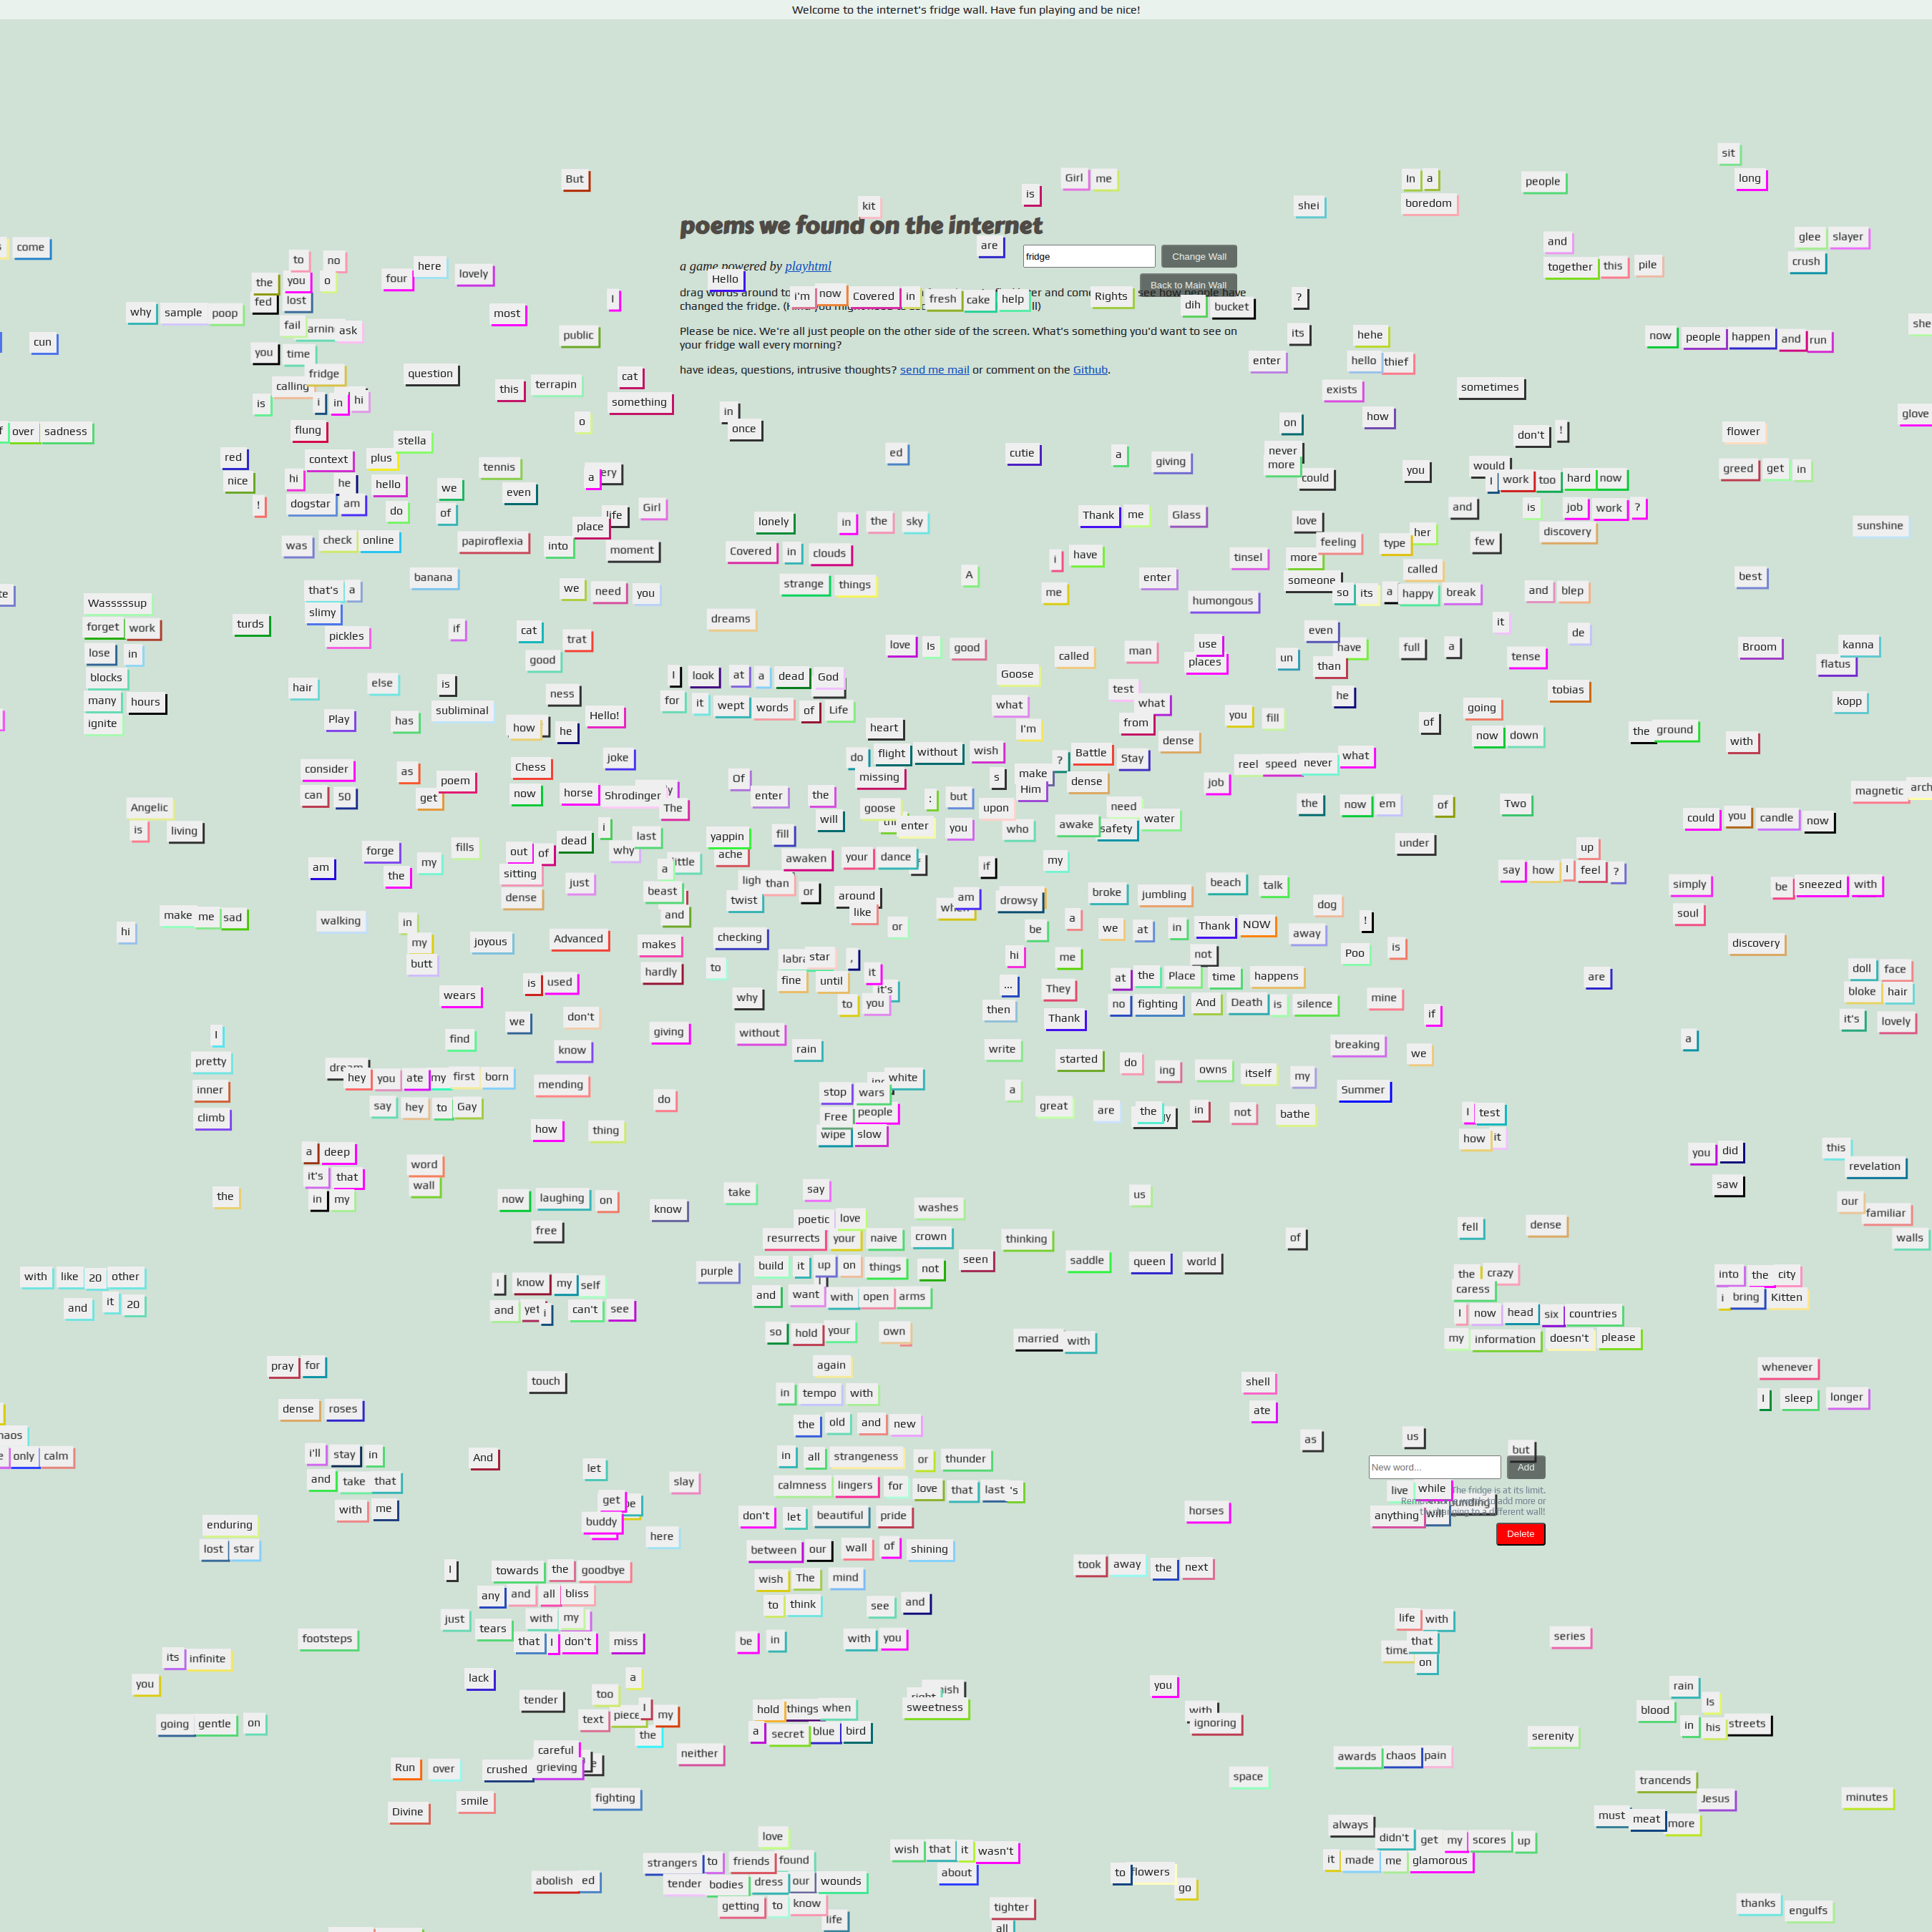 Welcome to the internet's fridge wall. Have fun playing and be nice!
sit
But Girl me In a people long
is
kit shei boredom
poems we found on the internet
are fridge Change Wall and glee slayer
come
to no here a game powered by playhtml together this pile crush
the you o four lovely Hello Back to Main Wall
fed lost I i'm now Covered in fresh cake help Rights dih bucket ?
why sample poop most
drag words around to
changed the fridge.
fail ask public its hehe now people happen and run she
Please be nice. We're all just people on the other side of the screen. What's something you'd want to see on
your fridge wall every morning?
cun you time enter hello thief
fridge question cat have ideas, questions, intrusive thoughts? send me mail or comment on the Github.
calling this terrapin exists sometimes
is i in hi something in how glove
over sadness flung o once on don't ! flower
stella
red context plus tennis ed cutie a giving never more you would greed get in
nice hi he hello we even a could I work too hard now
! dogstar am do of life Girl and is job work ?
place lonely in the sky Thank me Glass love her discovery sunshine
was check online papiroflexia into moment Covered in clouds i have tinsel more feeling type few
banana strange things A enter someone called best
that's a we need you me humongous so its a happy break and blep
Wasssssup slimy dreams
forget work turds pickles if cat trat even it de
lose in good love Is good called man use places un have than full a tense Broom kanna flatus
blocks hair else is I look at a dead God Goose
many hours ness for it wept words of Life what test what he tobias kopp
ignite Play has subliminal how he Hello! heart I'm from you fill of going
joke do flight without wish ? Battle Stay dense now down the ground with
consider as poem Chess Of missing s make Him dense job reel speed never what
can 50 get now horse Shrodinger The enter the goose : but upon need the now em of Two magnetic
Angelic is living i will enter you who awake safety water could you candle now
last yappin fill
am forge my fills out of dead why ache awaken your dance if my under up
the sitting just a than say how I feel ?
dense beast twist or around am drowsy broke jumbling beach talk simply be sneezed with
make me sad walking in and like or a dog ! soul
hi my joyous Advanced makes checking be we at in Thank NOW away is discovery
butt hardly to star , hi me not Poo
wears is used fine until it at the Place time happens are doll face
why to you it's ... They no fighting And Death is silence mine bloke hair
I we don't giving without then Thank if it's lovely
pretty find know rain write started breaking we a
inner hey you ate my first born mending white a do ing owns itself my Summer
climb say hey to Gay do stop wars great are the in not bathe
how thing Free people I test
a deep wipe slow how it
it's that word you did this
in my wall take say us saw revelation
the now laughing on know poetic love washes fell dense our familiar
free resurrects your naive crown thinking of walls
with like 20 other purple build it up on things not seen saddle queen world the crazy into the city
and it 20 I know my self and want with open arms caress i bring Kitten
and yet i can't see I now head six countries
so hold your own married with my information doesn't please
pray for again whenever
touch in tempo with shell I sleep longer
dense roses the old and new ate
only calm i'll stay in And in all strangeness or thunder as us but
and take that let slay calmness lingers for love that last 's New word... Add
with me get live while The fridge is at its limit.
buddy don't let beautiful pride horses anything will
enduring here Delete
lost star between our wall of shining
I towards the goodbye wish The mind took away the next
any and all bliss to think see and
just tears with my life with
footsteps that I don't miss be in with you time that on series
its infinite
you lack a you rain
tender too I hold things when sweetness with blood Is
going gentle on text piece my a secret blue bird ignoring in his streets
the serenity
careful neither awards chaos pain
Run over crushed grieving space trancends
smile fighting Jesus minutes
Divine must meat more
love always didn't get my scores up
strangers to friends found wish that it wasn't it made me glamorous
abolish ed tender bodies dress our wounds about to flowers go
getting to know tighter thanks engulfs
life all